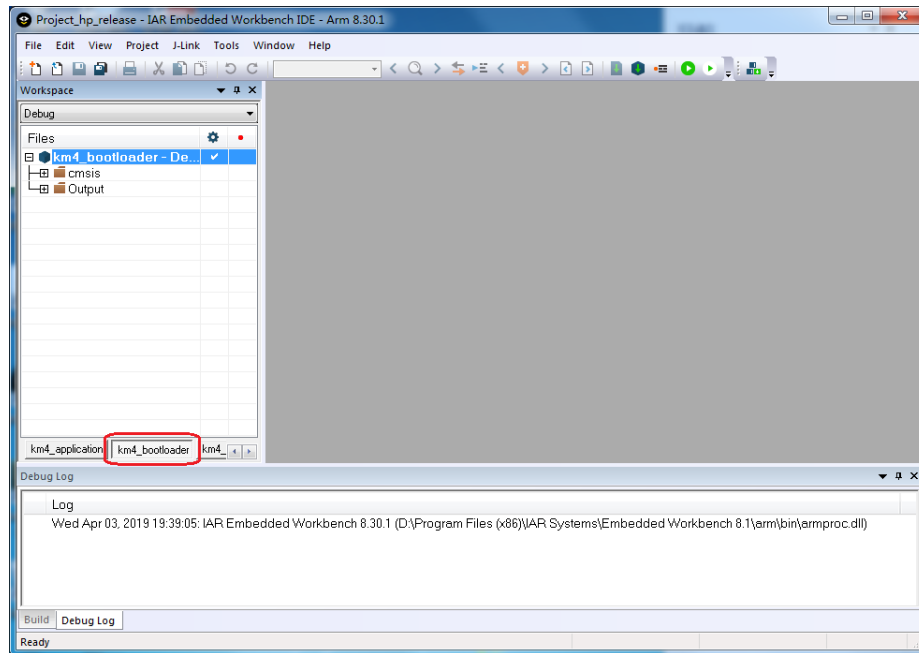 Project_hp_release - IAR Embedded Workbench IDE - Arm 8.30.1
File Edit View Project J-Link Tools Window Help
Workspace
Debug
Files
km4_bootloader - De...
cmsis
Output
km4_application km4_bootloader km4_
Debug Log
Log
Wed Apr 03, 2019 19:39:05: IAR Embedded Workbench 8.30.1 (D:\Program Files (x86)\IAR Systems\Embedded Workbench 8.1\arm\bin\armproc.dll)
Build Debug Log
Ready